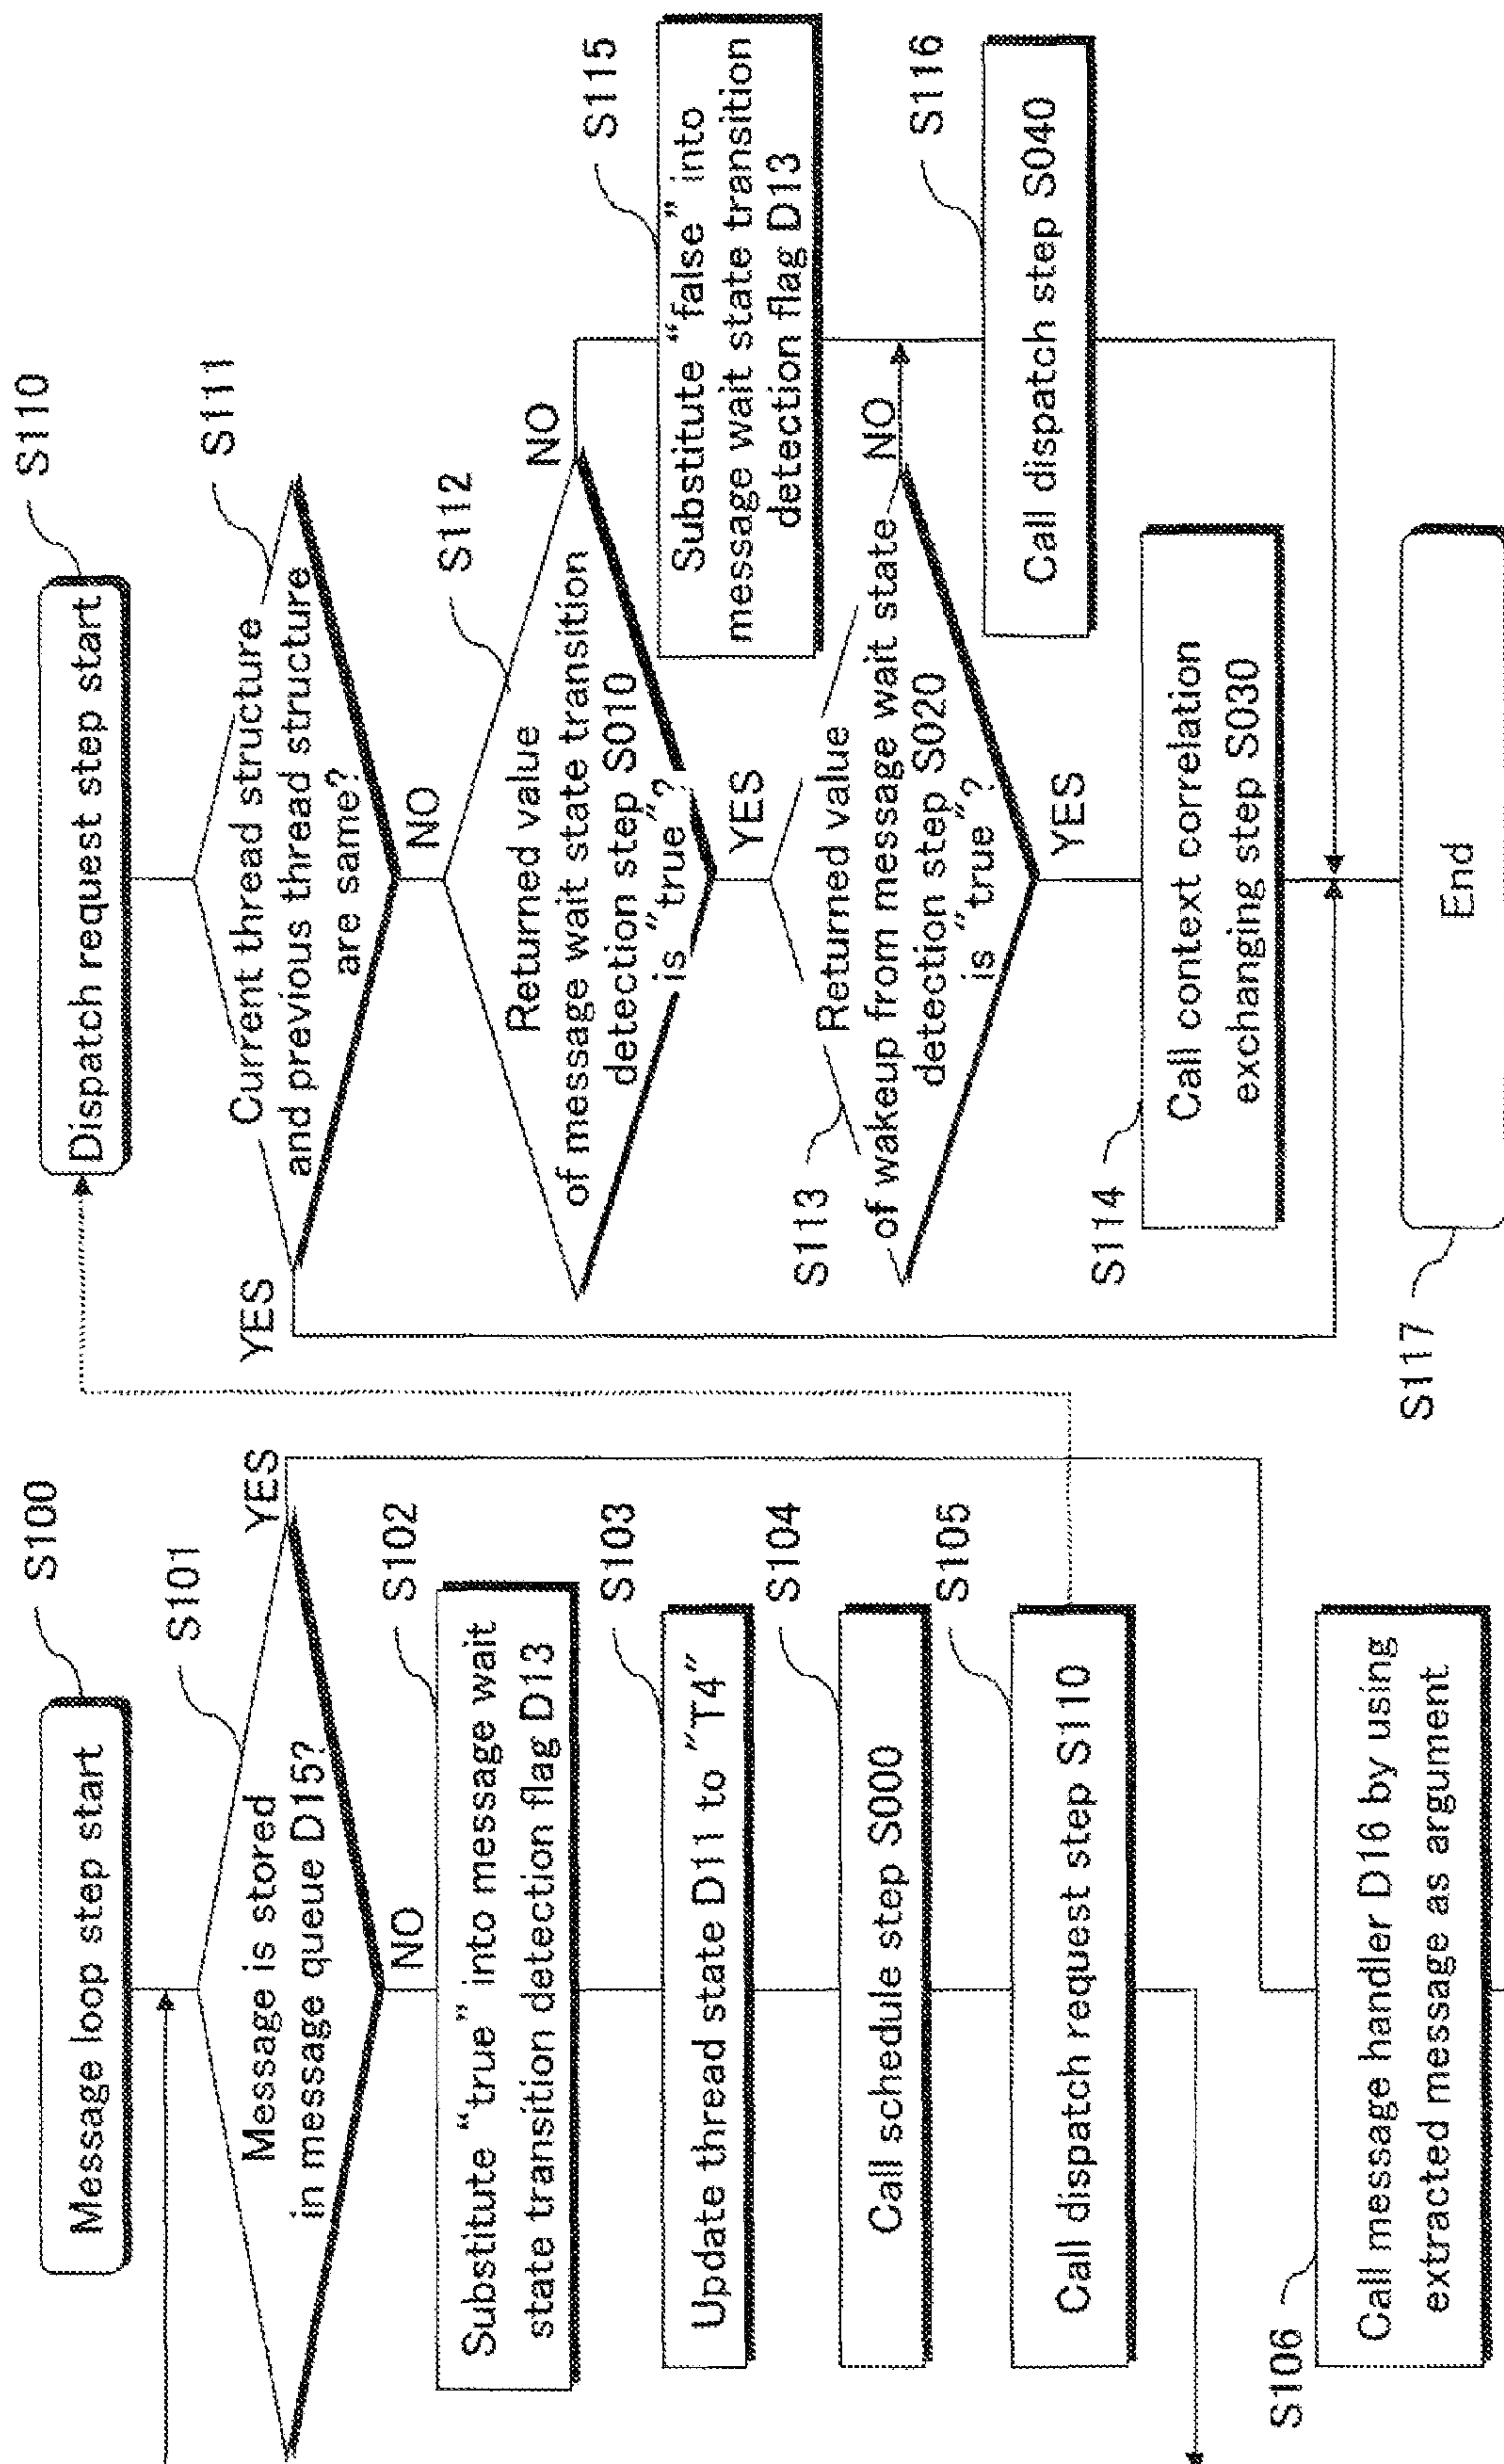 S100
Message loop step start
S101
Message is stored
in message queue D15?
YES
NO
S102
Substitute “true” into message wait
state transition detection flag D13
S103
Update thread state D11 to “T4”
S104
Call schedule step S000
S105
Call dispatch request step S110
S106
Call message handler D16 by using
extracted message as argument
S110
Dispatch request step start
S111
Current thread structure
and previous thread structure
are same?
YES
NO
S112
Returned value
of message wait state transition
detection step S010
is “true”?
NO
YES
S115
Substitute “false” into
message wait state transition
detection flag D13
S113
Returned value
of wakeup from message wait state
detection step S020
is “true”?
NO
YES
S116
Call dispatch step S040
S114
Call context correlation
exchanging step S030
S117
End